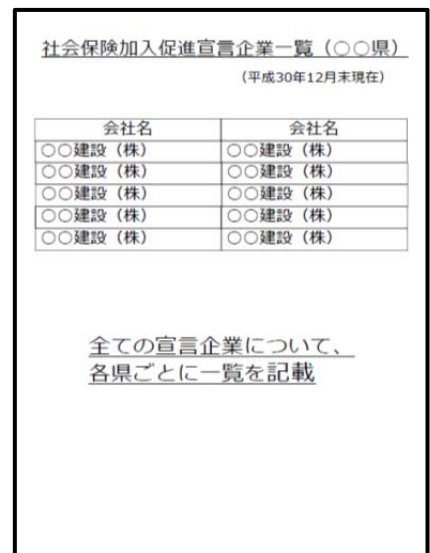 社会保険加入促進宣言企業一覧（○○県）
（平成30年12月末現在）
会社名 会社名
○○建設（株） ○○建設（株）
○○建設（株） ○○建設（株）
○○建設（株） ○○建設（株）
○○建設（株） ○○建設（株）
○○建設（株） ○○建設（株）
全ての宣言企業について、
各県ごとに一覧を記載